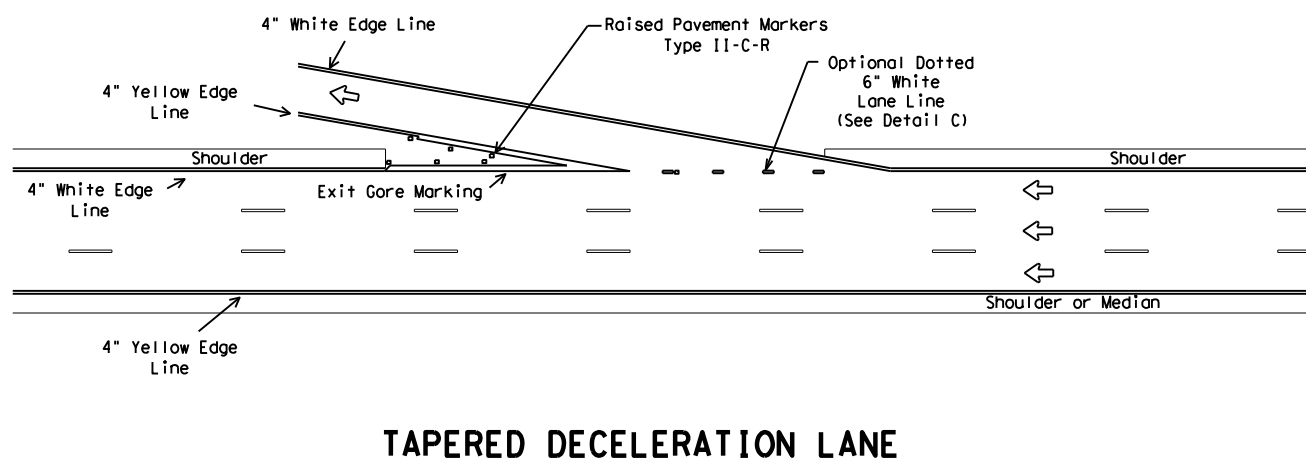 4" White Edge Line
Raised Pavement Markers
Type II-C-R
Optional Dotted
6" White
Lane Line
(See Detail C)
4" Yellow Edge
Line
Shoulder
Shoulder
4" White Edge
Line
Exit Gore Marking
Shoulder or Median
4" Yellow Edge
Line
TAPERED DECELERATION LANE